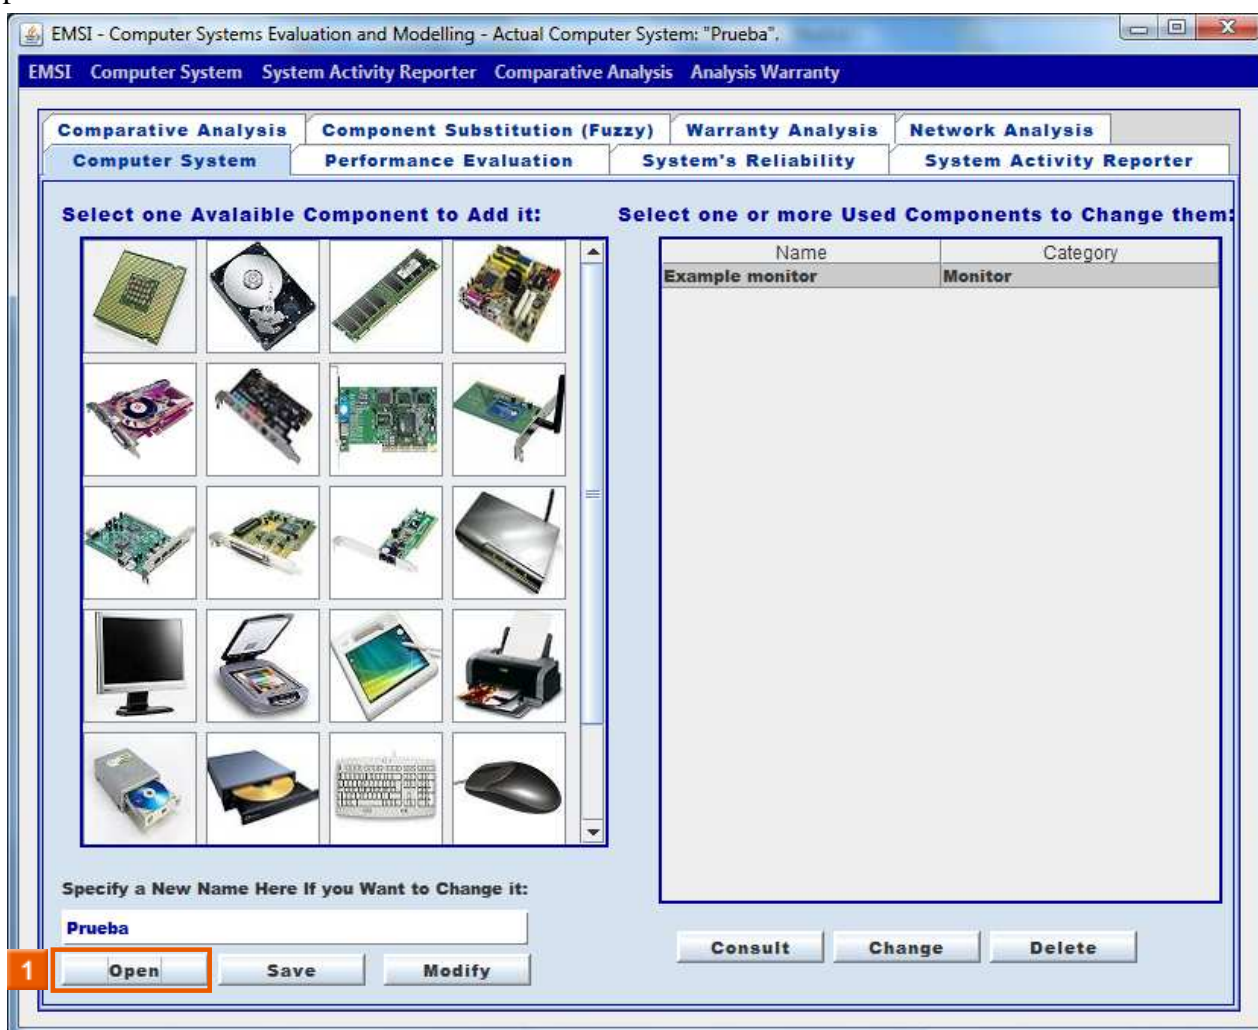 EMSI - Computer Systems Evaluation and Modelling - Actual Computer System: "Prueba".
EMSI Computer System System Activity Reporter Comparative Analysis Analysis Warranty
Comparative Analysis Component Substitution (Fuzzy) Warranty Analysis Network Analysis
Computer System Performance Evaluation System's Reliability System Activity Reporter
Select one Avalaible Component to Add it: Select one or more Used Components to Change them:
Name Category
Example monitor Monitor
Specify a New Name Here If you Want to Change it:
Prueba
Consult Change Delete
1 Open Save Modify